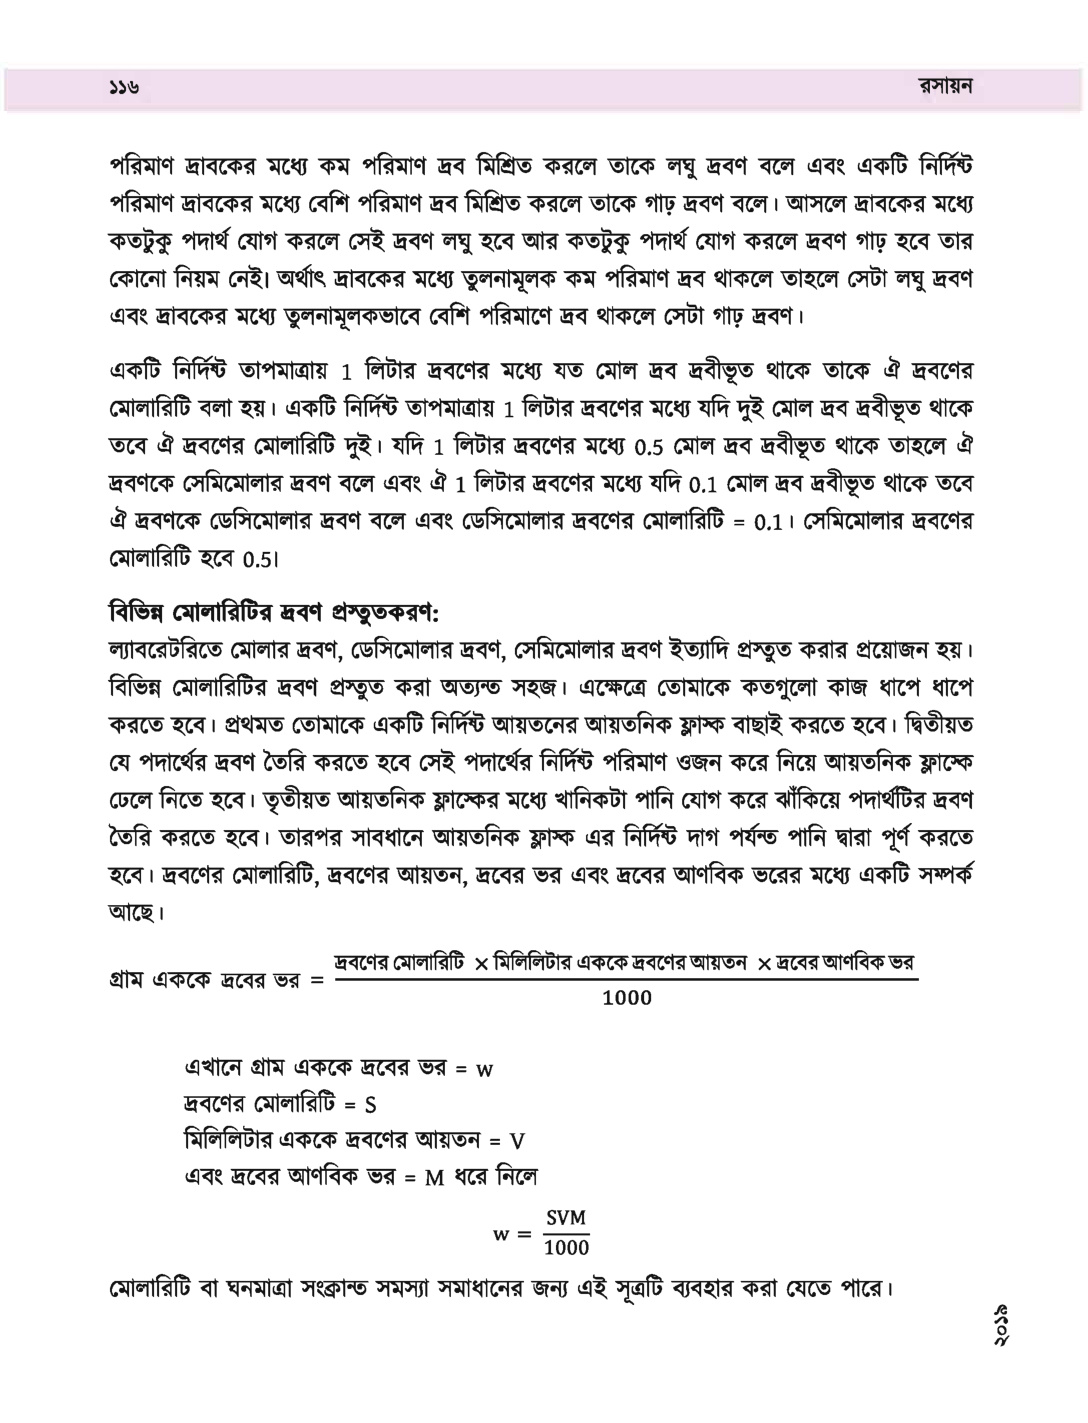 ১১৬ রসায়ন
পরিমাণ দ্রাবকের মধ্যে কম পরিমাণ দ্রব মিশ্রিত করলে তাকে লঘু দ্রবণ বলে এবং একটি নির্দিষ্ট
পরিমাণ দ্রাবকের মধ্যে বেশি পরিমাণ দ্রব মিশ্রিত করলে তাকে গাঢ় দ্রবণ বলে। আসলে দ্রাবকের মধ্যে
কতটুকু পদার্থ যোগ করলে সেই দ্রবণ লঘু হবে আর কতটুকু পদার্থ যোগ করলে দ্রবণ গাঢ় হবে তার
কোনো নিয়ম নেই। অর্থাৎ দ্রাবকের মধ্যে তুলনামূলক কম পরিমাণ দ্রব থাকলে তাহলে সেটা লঘু দ্রবণ
এবং দ্রাবকের মধ্যে তুলনামূলকভাবে বেশি পরিমাণে দ্রব থাকলে সেটা গাঢ় দ্রবণ।
একটি নির্দিষ্ট তাপমাত্রায় 1 লিটার দ্রবণের মধ্যে যত মোল দ্রব দ্রবীভূত থাকে তাকে ঐ দ্রবণের
মোলারিটি বলা হয়। একটি নির্দিষ্ট তাপমাত্রায় 1 লিটার দ্রবণের মধ্যে যদি দুই মোল দ্রব দ্রবীভূত থাকে
তবে ঐ দ্রবণের মোলারিটি দুই। যদি 1 লিটার দ্রবণের মধ্যে 0.5 মোল দ্রব দ্রবীভূত থাকে তাহলে ঐ
দ্রবণকে সেমিমোলার দ্রবণ বলে এবং ঐ 1 লিটার দ্রবণের মধ্যে যদি 0.1 মোল দ্রব দ্রবীভূত থাকে তবে
ঐ দ্রবণকে ডেসিমোলার দ্রবণ বলে এবং ডেসিমোলার দ্রবণের মোলারিটি = 0.1। সেমিমোলার দ্রবণের
মোলারিটি হবে 0.5।
বিভিন্ন মোলারিটির দ্রবণ প্রস্তুতকরণ:
ল্যাবরেটরিতে মোলার দ্রবণ, ডেসিমোলার দ্রবণ, সেমিমোলার দ্রবণ ইত্যাদি প্রস্তুত করার প্রয়োজন হয়।
বিভিন্ন মোলারিটির দ্রবণ প্রস্তুত করা অত্যন্ত সহজ। এক্ষেত্রে তোমাকে কতগুলো কাজ ধাপে ধাপে
করতে হবে। প্রথমত তোমাকে একটি নির্দিষ্ট আয়তনের আয়তনিক ফ্লাস্ক বাছাই করতে হবে। দ্বিতীয়ত
যে পদার্থের দ্রবণ তৈরি করতে হবে সেই পদার্থের নির্দিষ্ট পরিমাণ ওজন করে নিয়ে আয়তনিক ফ্লাস্কে
ঢেলে নিতে হবে। তৃতীয়ত আয়তনিক ফ্লাস্কের মধ্যে খানিকটা পানি যোগ করে ঝাঁকিয়ে পদার্থটির দ্রবণ
তৈরি করতে হবে। তারপর সাবধানে আয়তনিক ফ্লাস্ক এর নির্দিষ্ট দাগ পর্যন্ত পানি দ্বারা পূর্ণ করতে
হবে। দ্রবণের মোলারিটি, দ্রবণের আয়তন, দ্রবের ভর এবং দ্রবের আণবিক ভরের মধ্যে একটি সম্পর্ক
আছে।
গ্রাম এককে দ্রবের ভর = দ্রবণের মোলারিটি × মিলিলিটার এককে দ্রবণের আয়তন × দ্রবের আণবিক ভর
1000
এখানে গ্রাম এককে দ্রবের ভর = w
দ্রবণের মোলারিটি = S
মিলিলিটার এককে দ্রবণের আয়তন = V
এবং দ্রবের আণবিক ভর = M ধরে নিলে
w = SVM
1000
মোলারিটি বা ঘনমাত্রা সংক্রান্ত সমস্যা সমাধানের জন্য এই সূত্রটি ব্যবহার করা যেতে পারে।
২০১৯